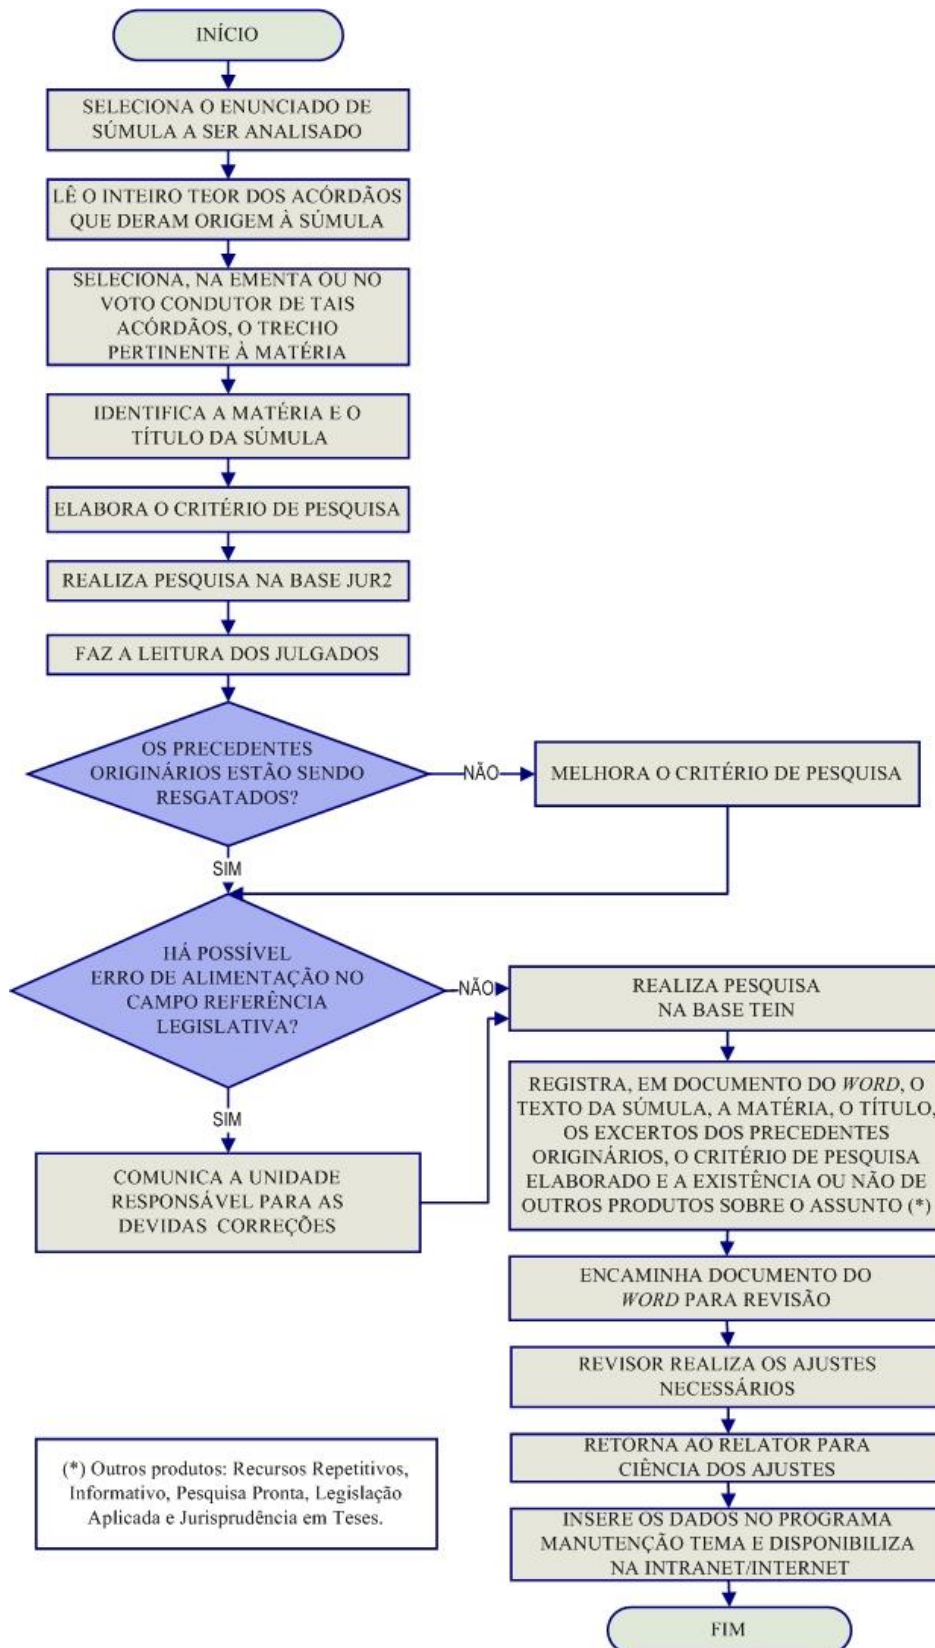 INÍCIO
SELECIONA O ENUNCIADO DE
SÚMULA A SER ANALISADO
LÊ O INTEIRO TEOR DOS ACÓRDÃOS
QUE DERAM ORIGEM À SÚMULA
SELECIONA, NA EMENTA OU NO
VOTO CONDUTOR DE TAIS
ACÓRDÃOS, O TRECHO
PERTINENTE À MATÉRIA
IDENTIFICA A MATÉRIA E O
TÍTULO DA SÚMULA
ELABORA O CRITÉRIO DE PESQUISA
REALIZA PESQUISA NA BASE JUR2
FAZ A LEITURA DOS JULGADOS
OS PRECEDENTES
ORIGINÁRIOS ESTÃO SENDO
RESGATADOS?
NÃO
MELHORA O CRITÉRIO DE PESQUISA
SIM
HÁ POSSÍVEL
ERRO DE ALIMENTAÇÃO NO
CAMPO REFERÊNCIA
LEGISLATIVA?
NÃO
SIM
COMUNICA A UNIDADE
RESPONSÁVEL PARA AS
DEVIDAS CORREÇÕES
REALIZA PESQUISA
NA BASE TEIN
REGISTRA, EM DOCUMENTO DO WORD, O
TEXTO DA SÚMULA, A MATÉRIA, O TÍTULO,
OS EXCERTOS DOS PRECEDENTES
ORIGINÁRIOS, O CRITÉRIO DE PESQUISA
ELABORADO E A EXISTÊNCIA OU NÃO DE
OUTROS PRODUTOS SOBRE O ASSUNTO (*)
ENCAMINHA DOCUMENTO DO
WORD PARA REVISÃO
REVISOR REALIZA OS AJUSTES
NECESSÁRIOS
RETORNA AO RELATOR PARA
CIÊNCIA DOS AJUSTES
INSERE OS DADOS NO PROGRAMA
MANUTENÇÃO TEMA E DISPONIBILIZA
NA INTRANET/INTERNET
FIM
(*) Outros produtos: Recursos Repetitivos,
Informativo, Pesquisa Pronta, Legislação
Aplicada e Jurisprudência em Teses.